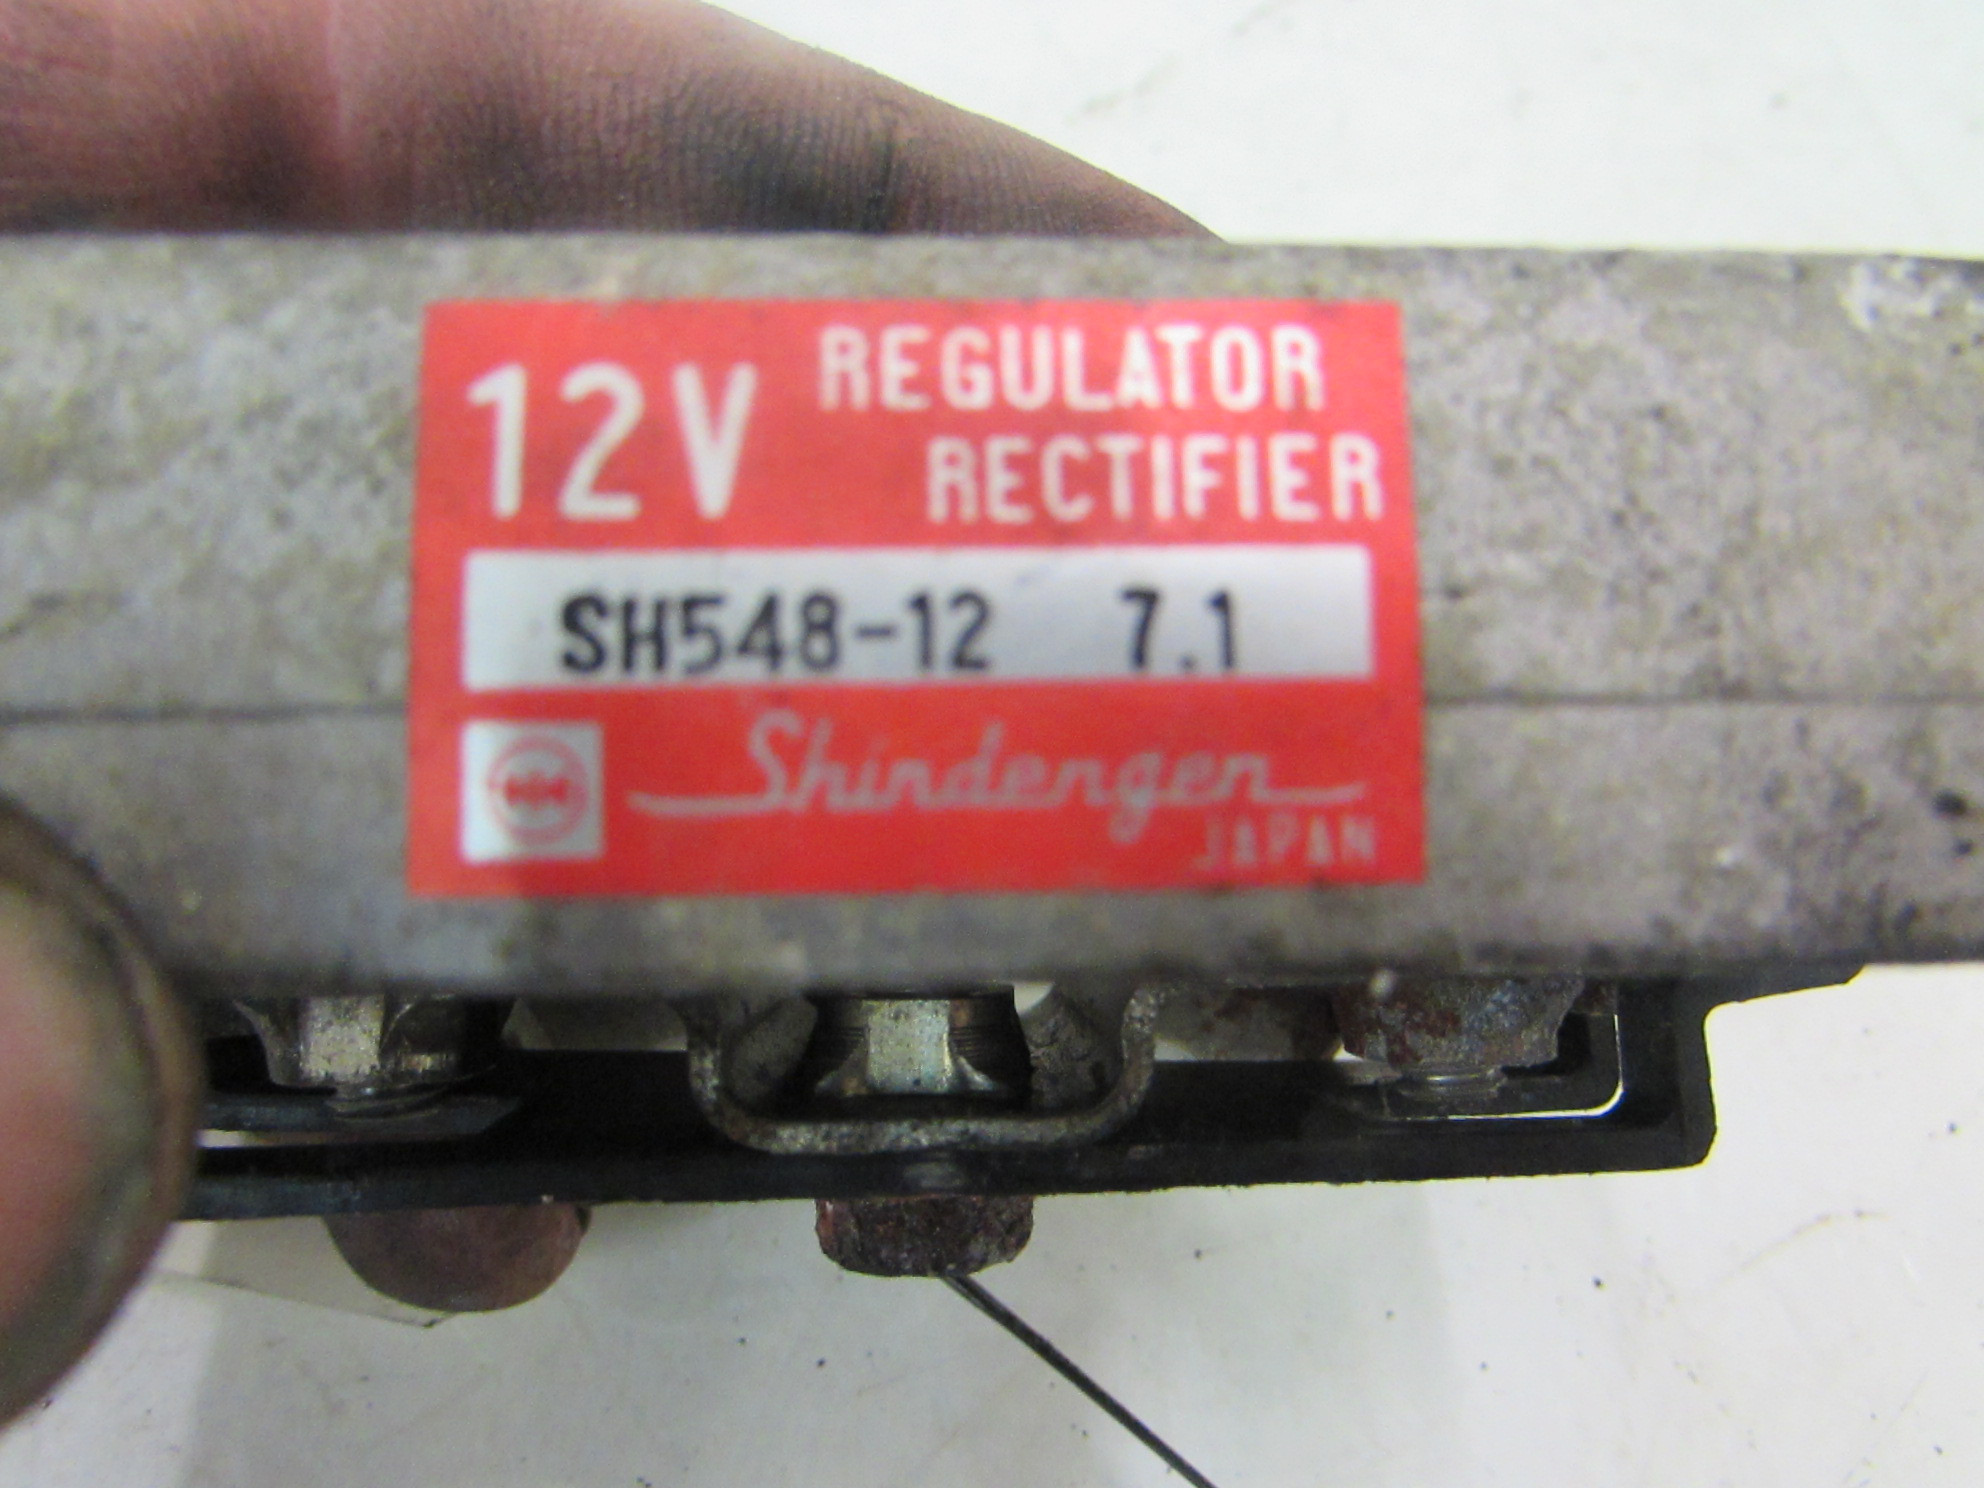 12V REGULATOR
RECTIFIER
SH548-12 7.1
Shindengen
JAPAN